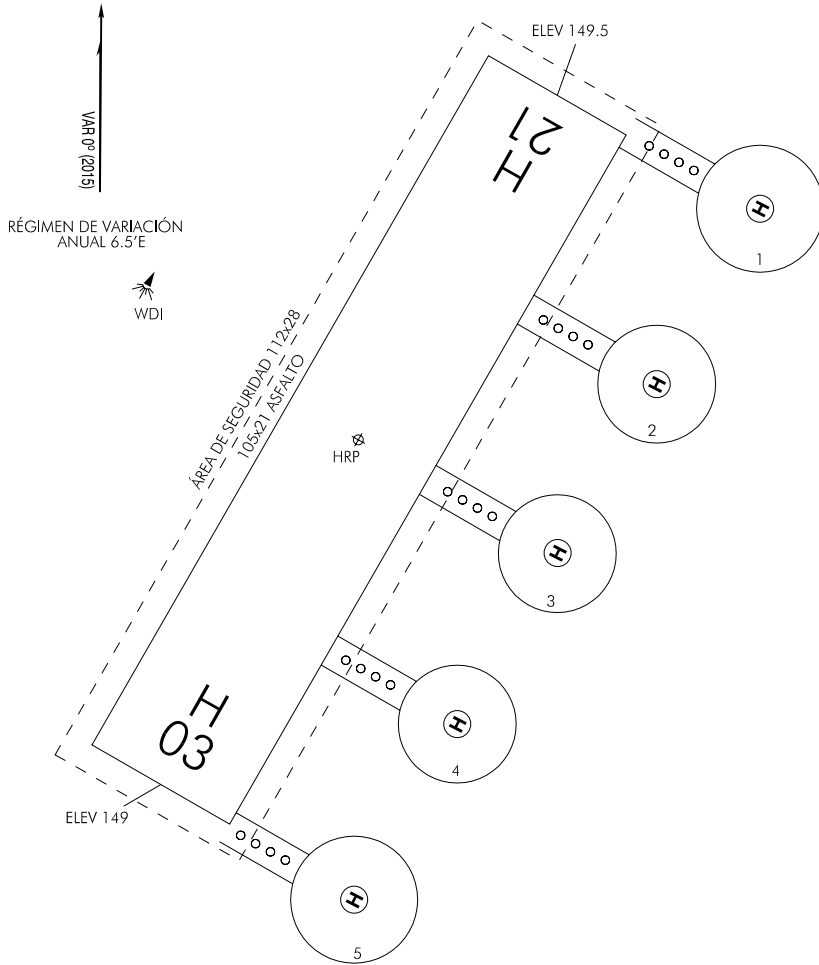 ELEV 149.5
H
21
VAR 0º (2015)
RÉGIMEN DE VARIACIÓN
ANUAL 6.5'E
WDI
H
1
ÁREA DE SEGURIDAD 112x28
105x21 ASFALTO
H
2
HRP
H
3
H
03
H
4
ELEV 149
H
5